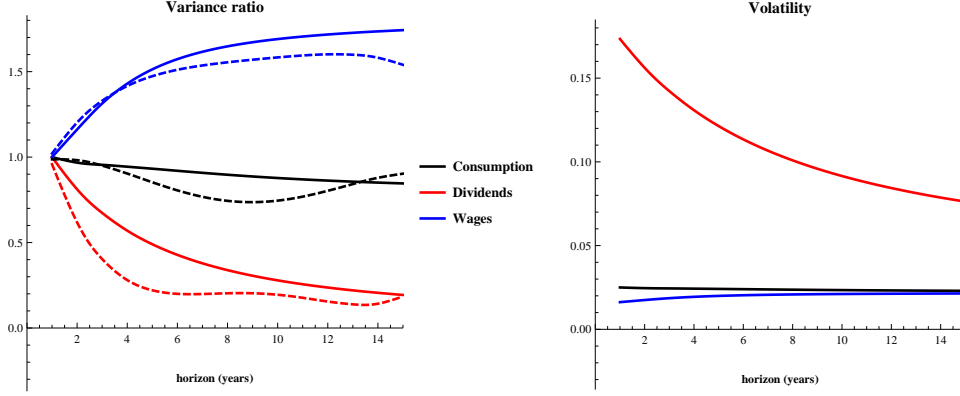 Variance ratio
1.5
1.0
0.5
0.0
2 4 6 8 10 12 14
horizon (years)
Consumption
Dividends
Wages
Volatility
0.15
0.10
0.05
0.00
2 4 6 8 10 12 14
horizon (years)